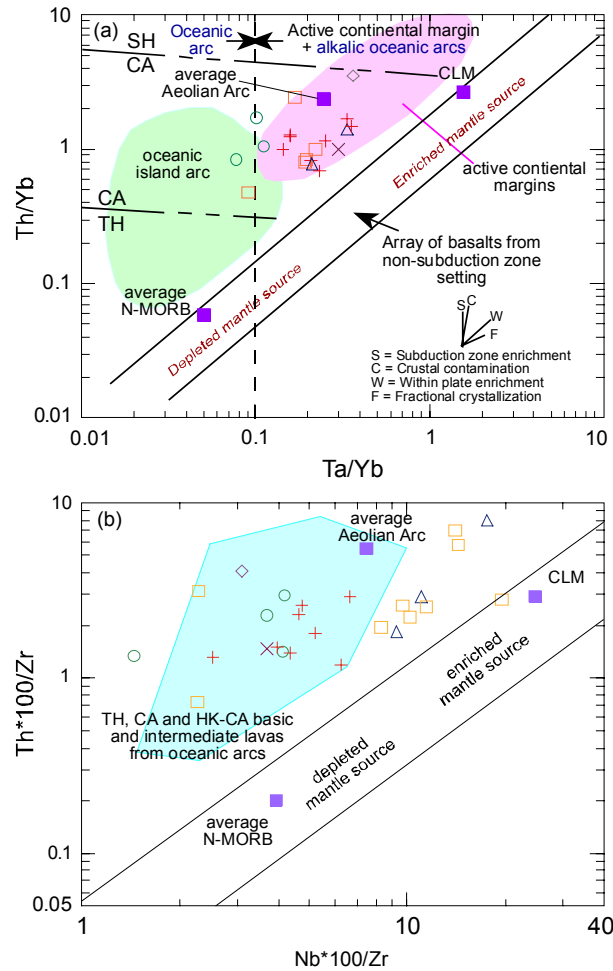 10
(a)
SH
CA
Oceanic
arc
Active continental margin
+ alkalic oceanic arcs
average
Aeolian Arc
CLM
oceanic
island arc
Enriched mantle source
active contiental
margins
1
Th/Yb
CA
TH
Array of basalts from
non-subduction zone
setting
0.1
average
N-MORB
Depleted mantle source
S
C
W
F
S = Subduction zone enrichment
C = Crustal contamination
W = Within plate enrichment
F = Fractional crystallization
0.01
0.01
0.1
1
10
Ta/Yb
10
(b)
average
Aeolian Arc
CLM
enriched
mantle source
1
Th*100/Zr
TH, CA and HK-CA basic
and intermediate lavas
from oceanic arcs
depleted
mantle source
average
N-MORB
0.1
0.05
1
10
40
Nb*100/Zr